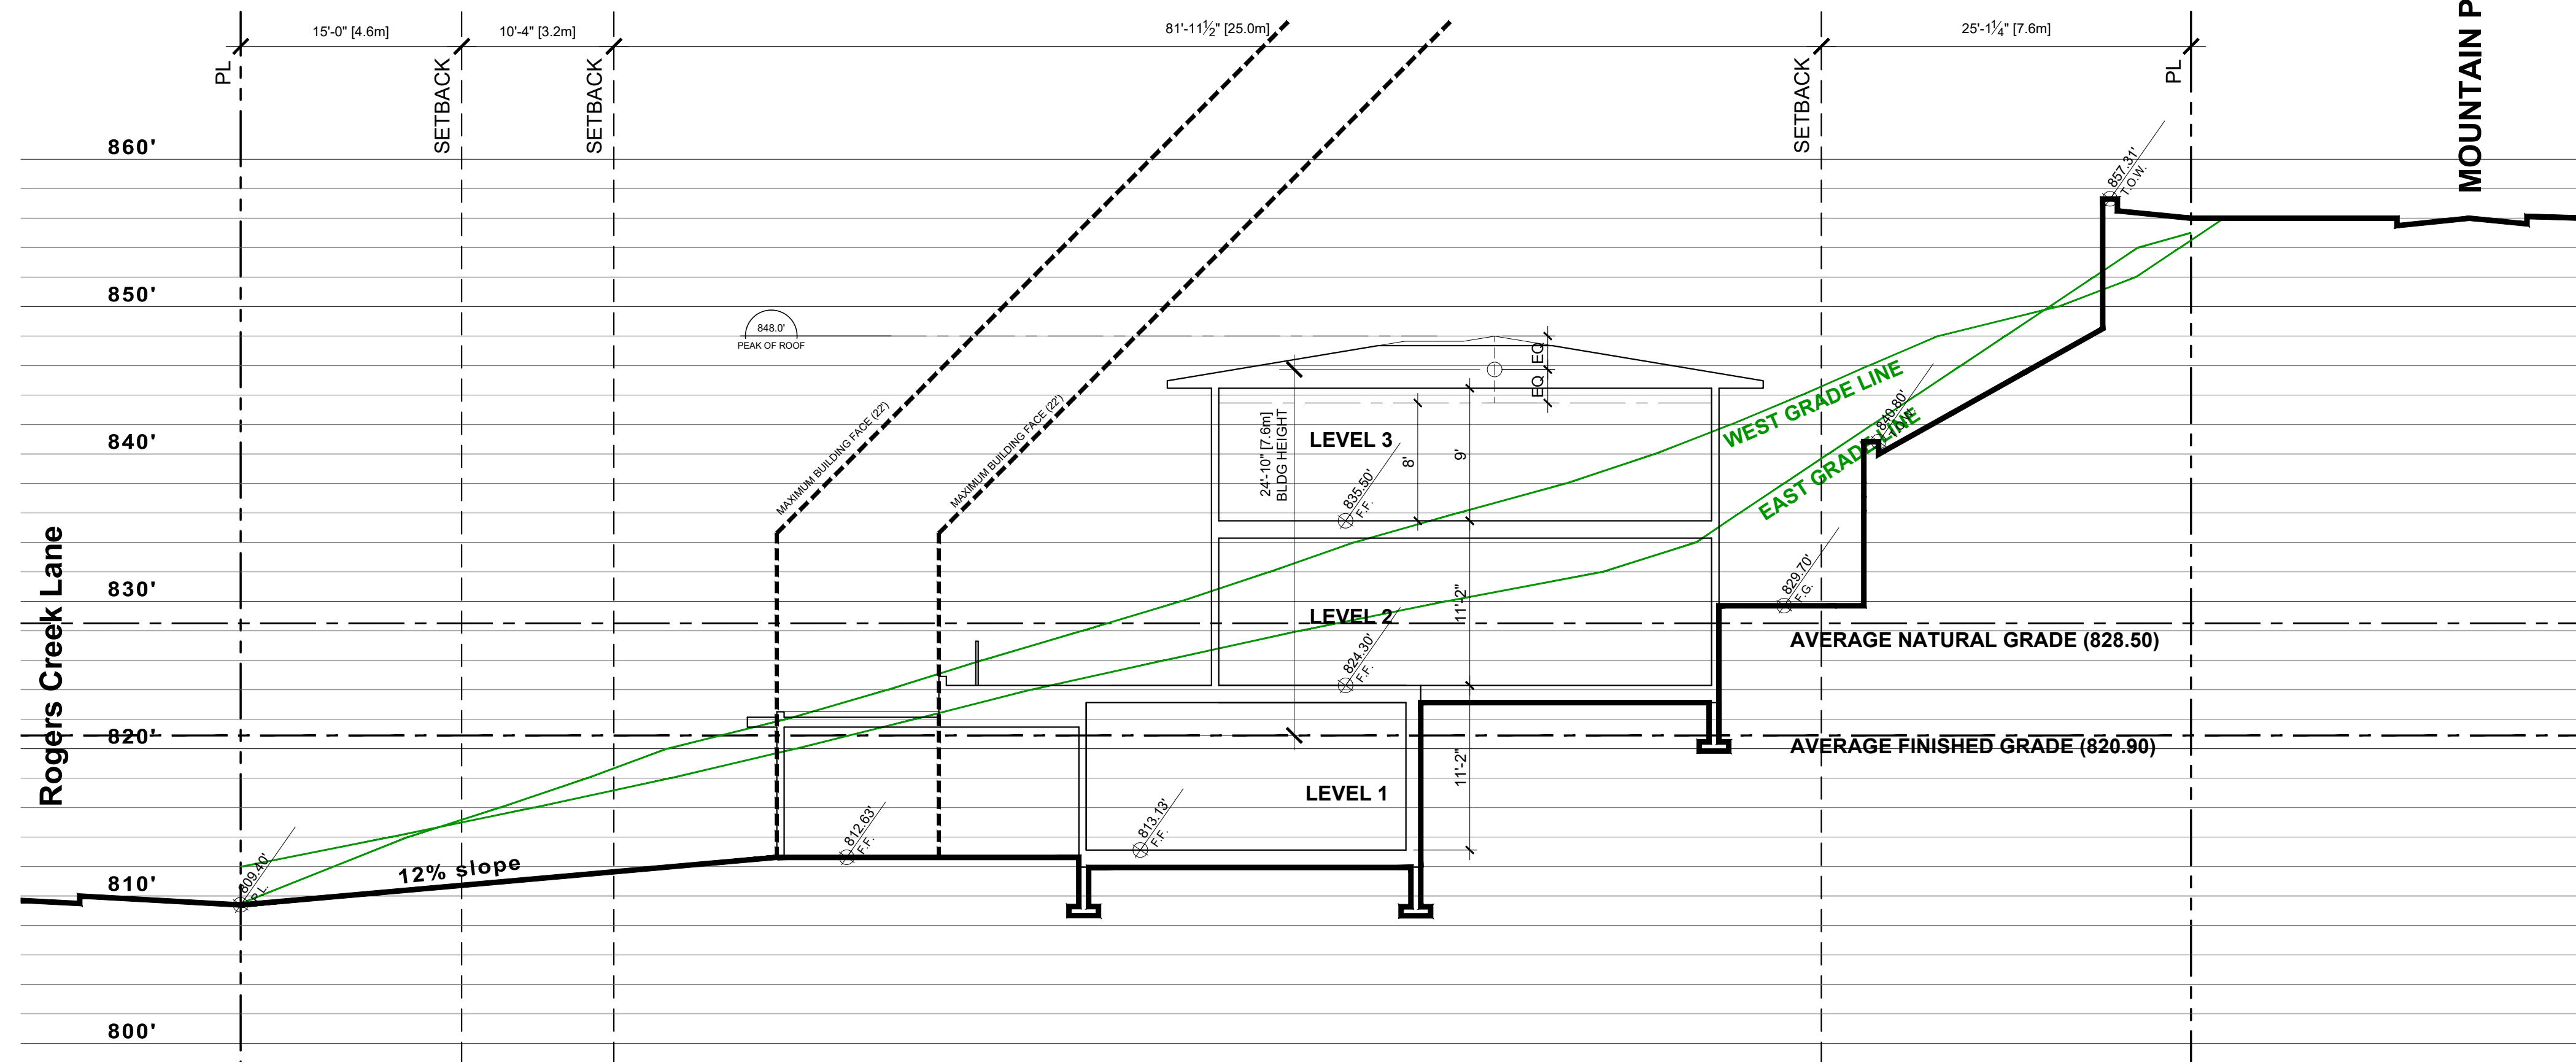 15'-0" [4.6m]
10'-4" [3.2m]
81'-11½" [25.0m]
25'-1¼" [7.6m]
PL
SETBACK
SETBACK
SETBACK
PL
MOUNTAIN P
860'
857.31'
T.O.W.
850'
848.0'
PEAK OF ROOF
EQ
EQ
MAXIMUM BUILDING FACE (22')
MAXIMUM BUILDING FACE (22')
24'-10" [7.6m]
BLDG HEIGHT
WEST GRADE LINE
840.80'
EAST GRADE LINE
840'
LEVEL 3
8'
9'
835.50'
F.F.
Rogers Creek Lane
830'
829.70'
F.G.
LEVEL 2
11'-2"
AVERAGE NATURAL GRADE (828.50)
824.30'
F.F.
820'
AVERAGE FINISHED GRADE (820.90)
11'-2"
LEVEL 1
812.63'
F.F.
813.13'
F.F.
12% slope
810'
809.40'
800'